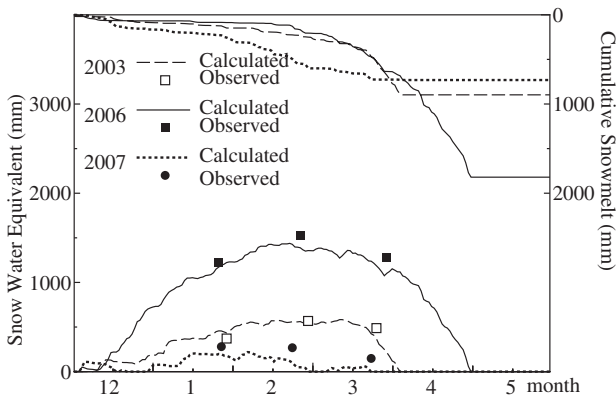 0
Calculated
2003
Observed
3000
1000
Calculated
2006
Observed
2000
2000
Calculated
2007
Observed
1000
0
12 1 2 3 4 5 month
Snow Water Equivalent (mm)
Cumulative Snowmelt (mm)